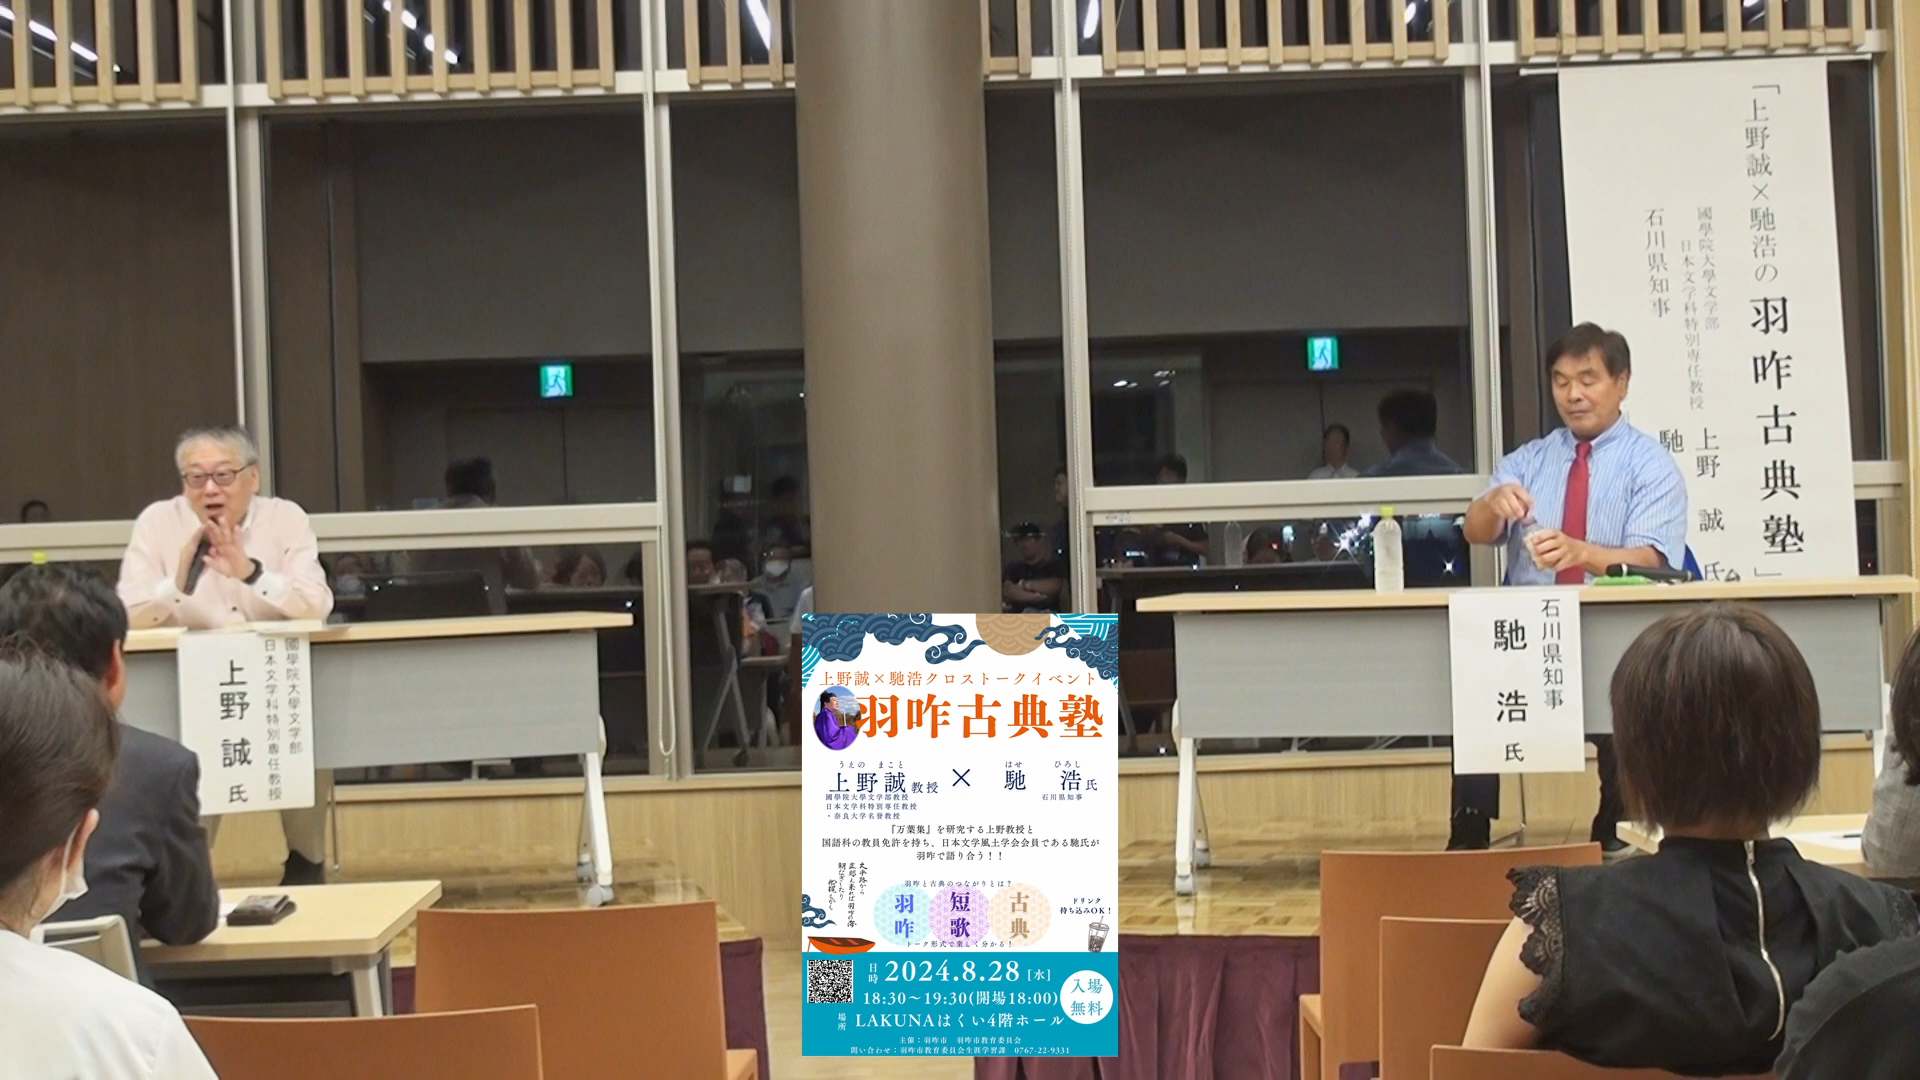 「上野誠×馳浩の羽咋古典塾」
國學院大學文学部
日本文学科特別専任教授
上野 誠 氏
石川県知事
馳
國學院大學文学部
日本文学科特別専任教授
上野誠 氏
石川県知事
馳 浩 氏
上野誠×馳浩クロストークイベント
羽咋古典塾
うえの まこと
上野誠教授
國學院大學文学部教授
日本文学科特別専任教授
・奈良大学名誉教授
×
はせ ひろし
馳 浩氏
石川県知事
『万葉集』を研究する上野教授と
国語科の教員免許を持ち、日本文学風土学会会員である馳氏が
羽咋で語り合う！！
羽咋と古典のつながりとは？
羽咋
短歌
古典
トーク形式で楽しく分かる！
ドリンク
持ち込みOK！
日時
2024.8.28 [水]
18:30～19:30(開場18:00)
入場
無料
場所
LAKUNAはくい4階ホール
主催：羽咋市 羽咋市教育委員会
問い合わせ：羽咋市教育委員会生涯学習課 0767-22-9331